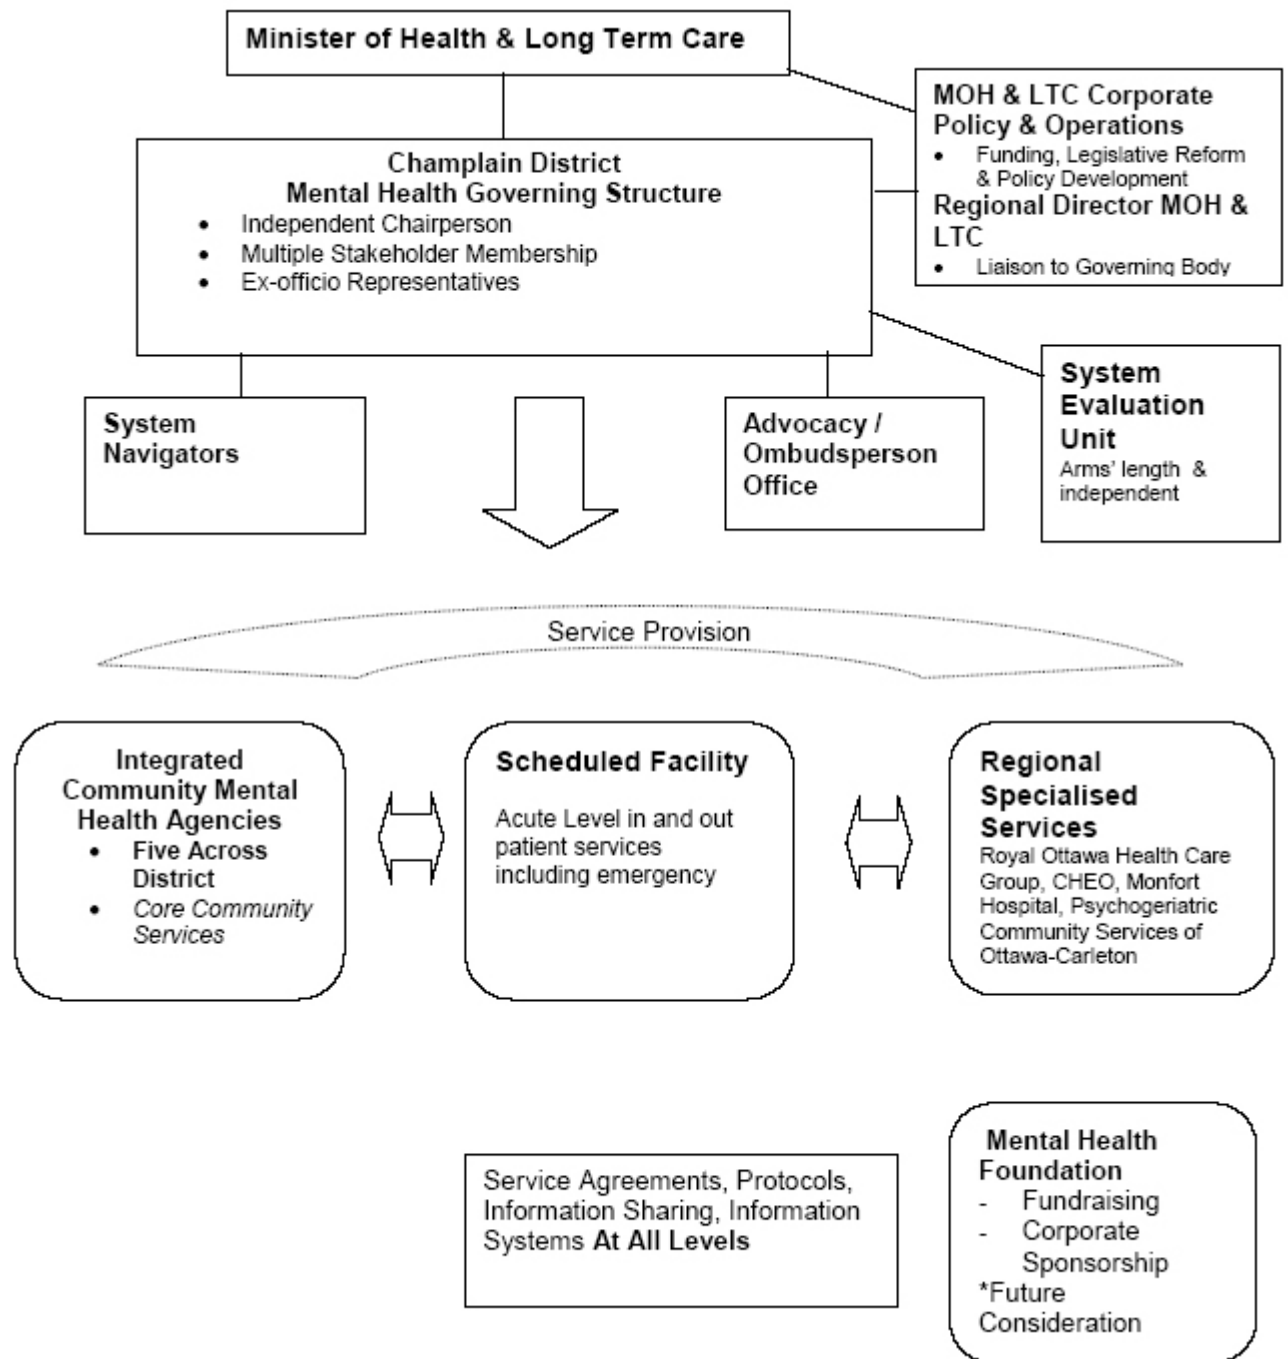 Minister of Health & Long Term Care
MOH & LTC Corporate
Policy & Operations
• Funding, Legislative Reform
& Policy Development
Regional Director MOH &
LTC
• Liaison to Governing Body
Champlain District
Mental Health Governing Structure
• Independent Chairperson
• Multiple Stakeholder Membership
• Ex-officio Representatives
System
Navigators
Advocacy /
Ombudsperson
Office
System
Evaluation
Unit
Arms' length &
independent
Service Provision
Integrated
Community Mental
Health Agencies
• Five Across
District
• Core Community
Services
Scheduled Facility
Acute Level in and out
patient services
including emergency
Regional
Specialised
Services
Royal Ottawa Health Care
Group, CHEO, Monfort
Hospital, Psychogeriatric
Community Services of
Ottawa-Carleton
Service Agreements, Protocols,
Information Sharing, Information
Systems At All Levels
Mental Health
Foundation
- Fundraising
- Corporate
Sponsorship
*Future
Consideration